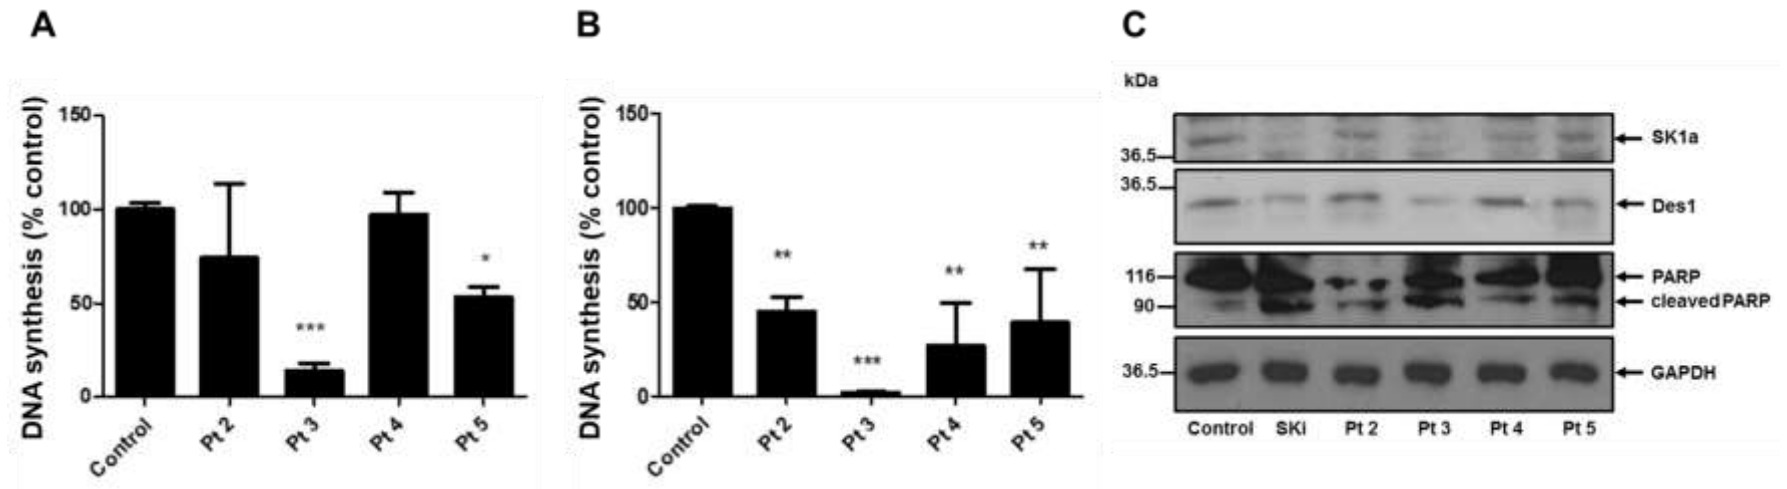 A
B
C
DNA synthesis (% control)
150
100
50
0
***
*
Control
Pt 2
Pt 3
Pt 4
Pt 5
DNA synthesis (% control)
150
100
50
0
**
***
**
**
Control
Pt 2
Pt 3
Pt 4
Pt 5
kDa
36.5
SK1a
36.5
Des1
116
PARP
90
cleaved PARP
36.5
GAPDH
Control SKi Pt 2 Pt 3 Pt 4 Pt 5